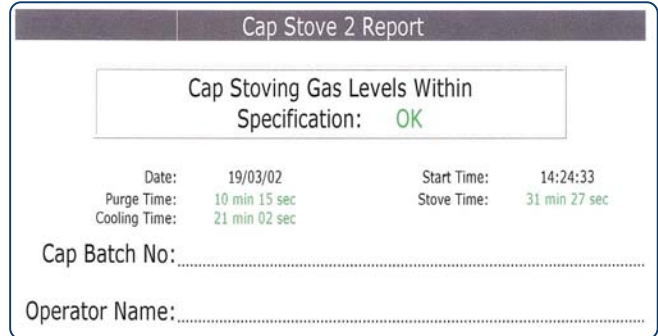 Cap Stove 2 Report
Cap Stoving Gas Levels Within
Specification: OK
Date: 19/03/02 Start Time: 14:24:33
Purge Time: 10 min 15 sec Stove Time: 31 min 27 sec
Cooling Time: 21 min 02 sec
Cap Batch No:
Operator Name: